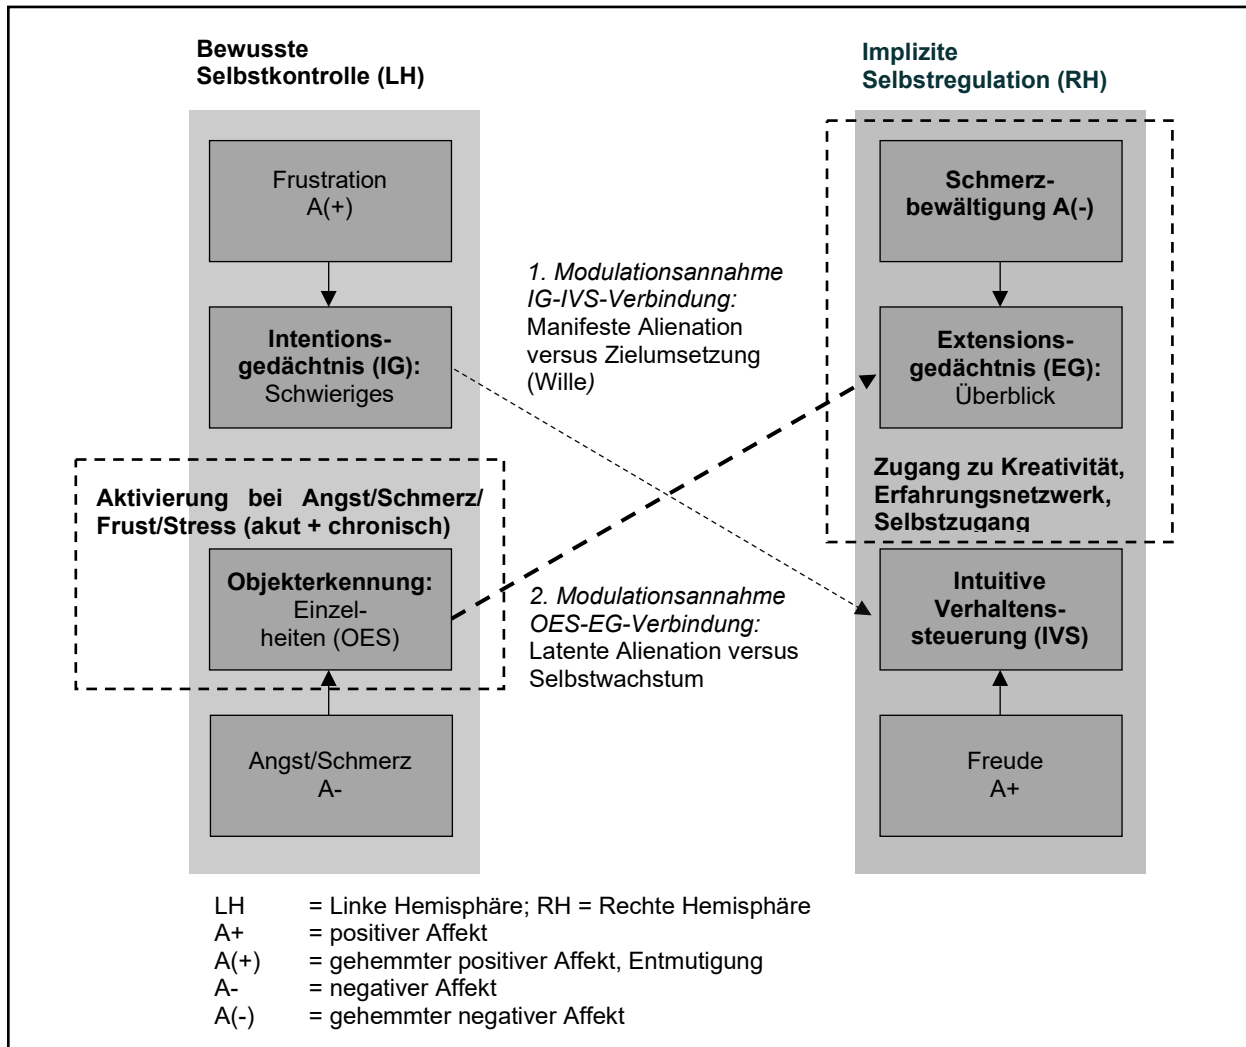 Bewusste
Selbstkontrolle (LH)
Implizite
Selbstregulation (RH)
Frustration
A(+)
Schmerz-
bewältigung A(-)
1. Modulationsannahme
IG-IVS-Verbindung:
Manifeste Alienation
versus Zielumsetzung
(Wille)
Intentions-
gedächtnis (IG):
Schwieriges
Extensions-
gedächtnis (EG):
Überblick
Aktivierung bei Angst/Schmerz/
Frust/Stress (akut + chronisch)
Zugang zu Kreativität,
Erfahrungsnetzwerk,
Selbstzugang
Objekterkennung:
Einzel-
heiten (OES)
2. Modulationsannahme
OES-EG-Verbindung:
Latente Alienation versus
Selbstwachstum
Intuitive
Verhaltens-
steuerung (IVS)
Angst/Schmerz
A-
Freude
A+
LH = Linke Hemisphäre; RH = Rechte Hemisphäre
A+ = positiver Affekt
A(+) = gehemmter positiver Affekt, Entmutigung
A- = negativer Affekt
A(-) = gehemmter negativer Affekt